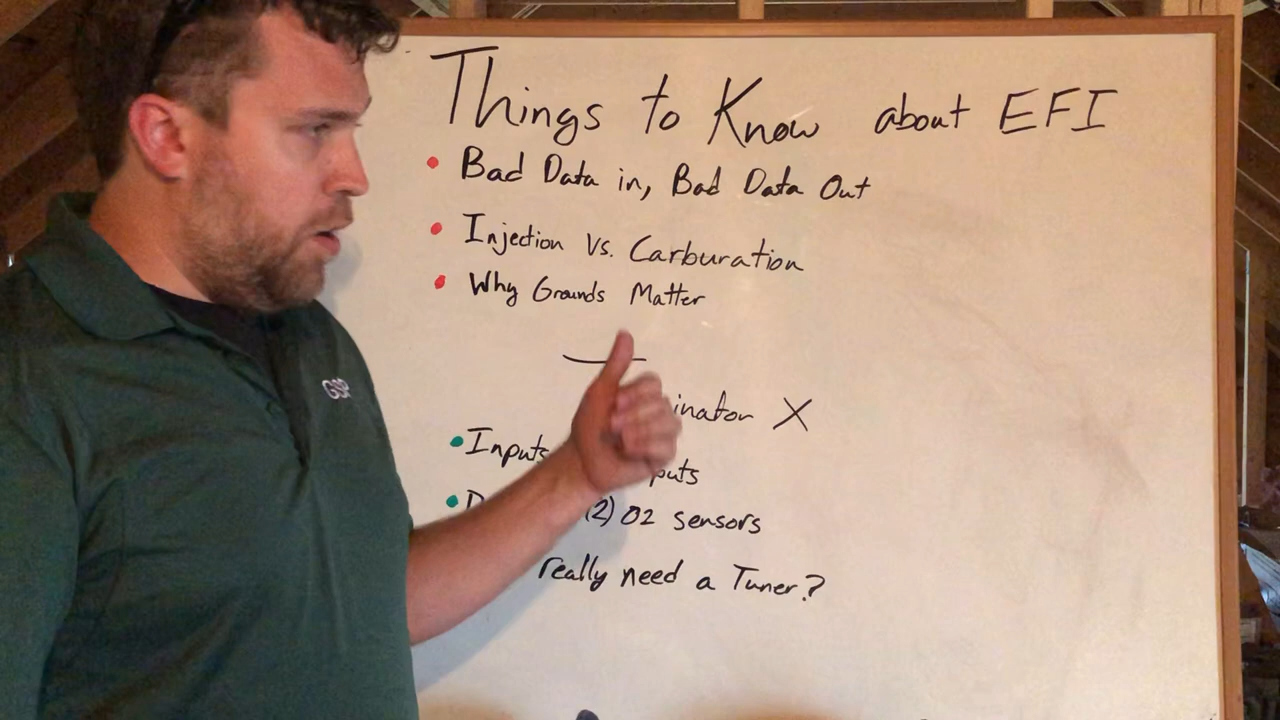 Things to Know about EFI
• Bad Data in, Bad Data Out
• Injection Vs. Carburation
• Why Grounds Matter
inator X
• Inputs puts
• D (2) O2 sensors
really need a Tuner?
GSP